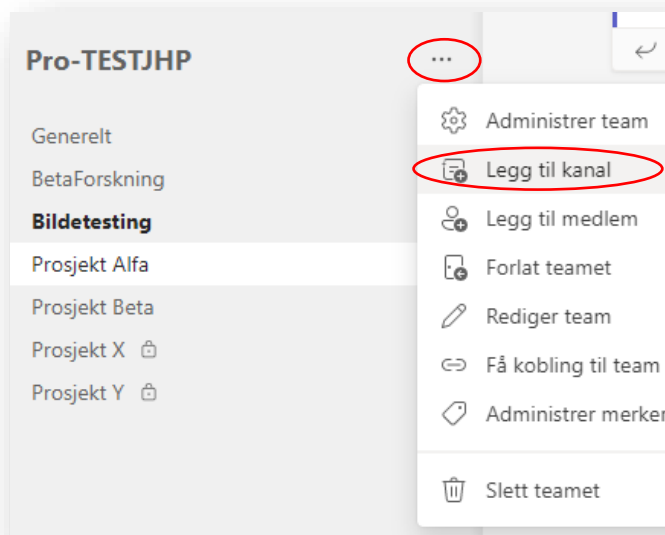 Pro-TESTJHP
...
Generelt
BetaForskning
Bildetesting
Prosjekt Alfa
Prosjekt Beta
Prosjekt X
Prosjekt Y
Administrer team
Legg til kanal
Legg til medlem
Forlat teamet
Rediger team
Få kobling til team
Administrer merker
Slett teamet